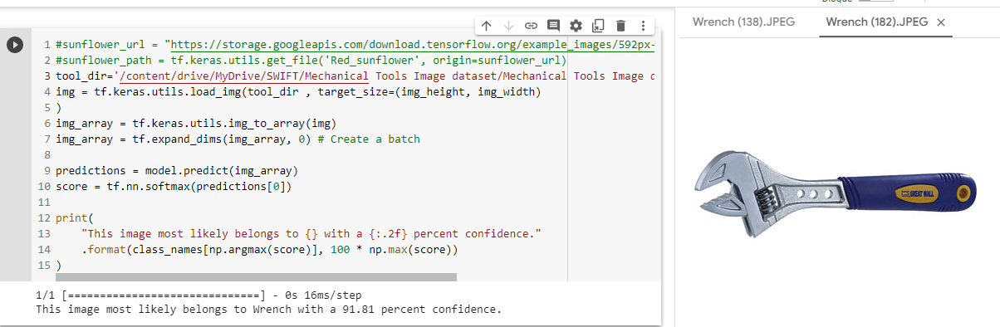 Disque
Wrench (138).JPEG
Wrench (182).JPEG ×
1 #sunflower_url = "https://storage.googleapis.com/download.tensorflow.org/example_images/592px-
2 #sunflower_path = tf.keras.utils.get_file('Red_sunflower', origin=sunflower_url)
3 tool_dir='/content/drive/MyDrive/SWIFT/Mechanical Tools Image dataset/Mechanical Tools Image d
4 img = tf.keras.utils.load_img(tool_dir , target_size=(img_height, img_width)
5 )
6 img_array = tf.keras.utils.img_to_array(img)
7 img_array = tf.expand_dims(img_array, 0) # Create a batch
8
9 predictions = model.predict(img_array)
10 score = tf.nn.softmax(predictions[0])
11
12 print(
13     "This image most likely belongs to {} with a {:.2f} percent confidence."
14     .format(class_names[np.argmax(score)], 100 * np.max(score))
15 )
1/1 [==============================] - 0s 16ms/step
This image most likely belongs to Wrench with a 91.81 percent confidence.
GREAT WALL